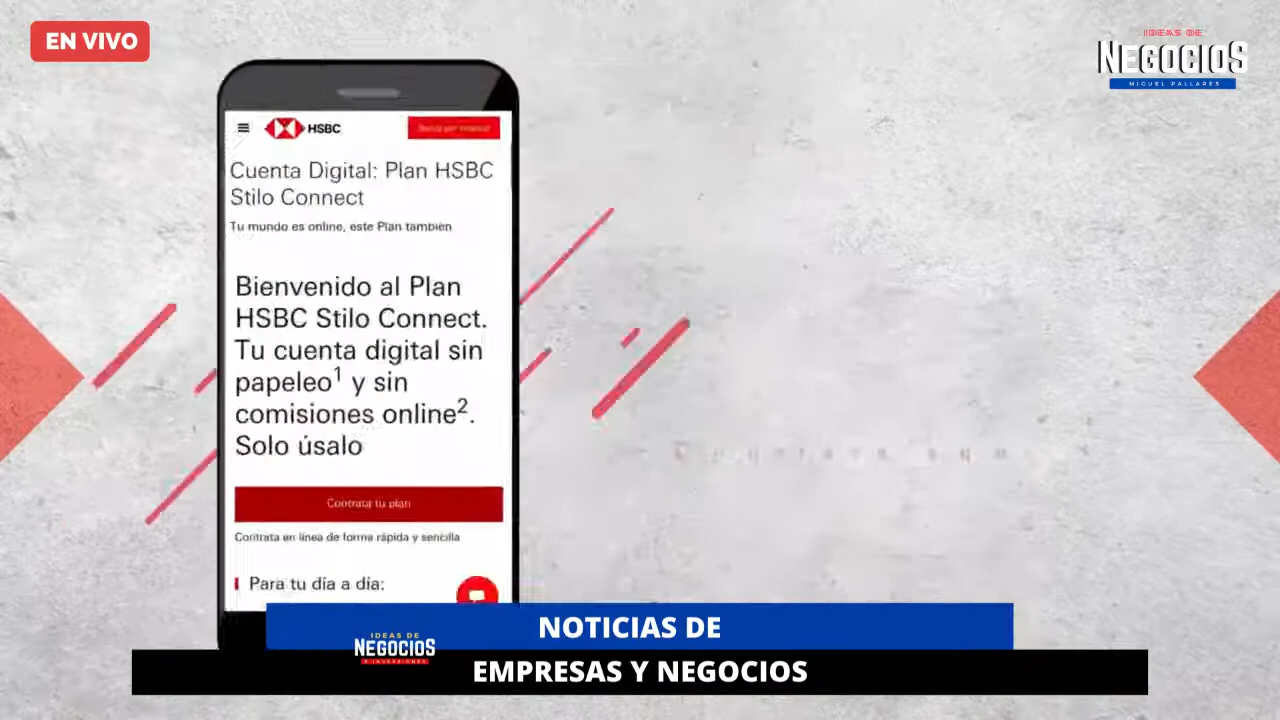 EN VIVO
IDEAS DE
NEGOCIOS
MIGUEL PALLARES
HSBC
Cuenta Digital: Plan HSBC
Stilo Connect
Tu mundo es online, este Plan también
Bienvenido al Plan
HSBC Stilo Connect.
Tu cuenta digital sin
papeleo1 y sin
comisiones online2.
Solo úsalo
Contrata tu plan
Contrata en línea de forma rápida y sencilla
Para tu día a día:
NOTICIAS DE
IDEAS DE
NEGOCIOS
E INVERSIONES
EMPRESAS Y NEGOCIOS